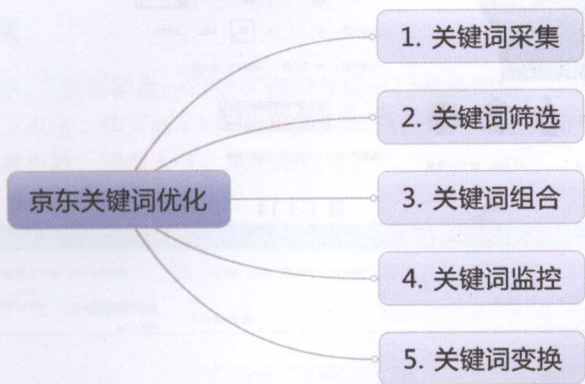 1. 关键词采集
2. 关键词筛选
京东关键词优化
3. 关键词组合
4. 关键词监控
5. 关键词变换